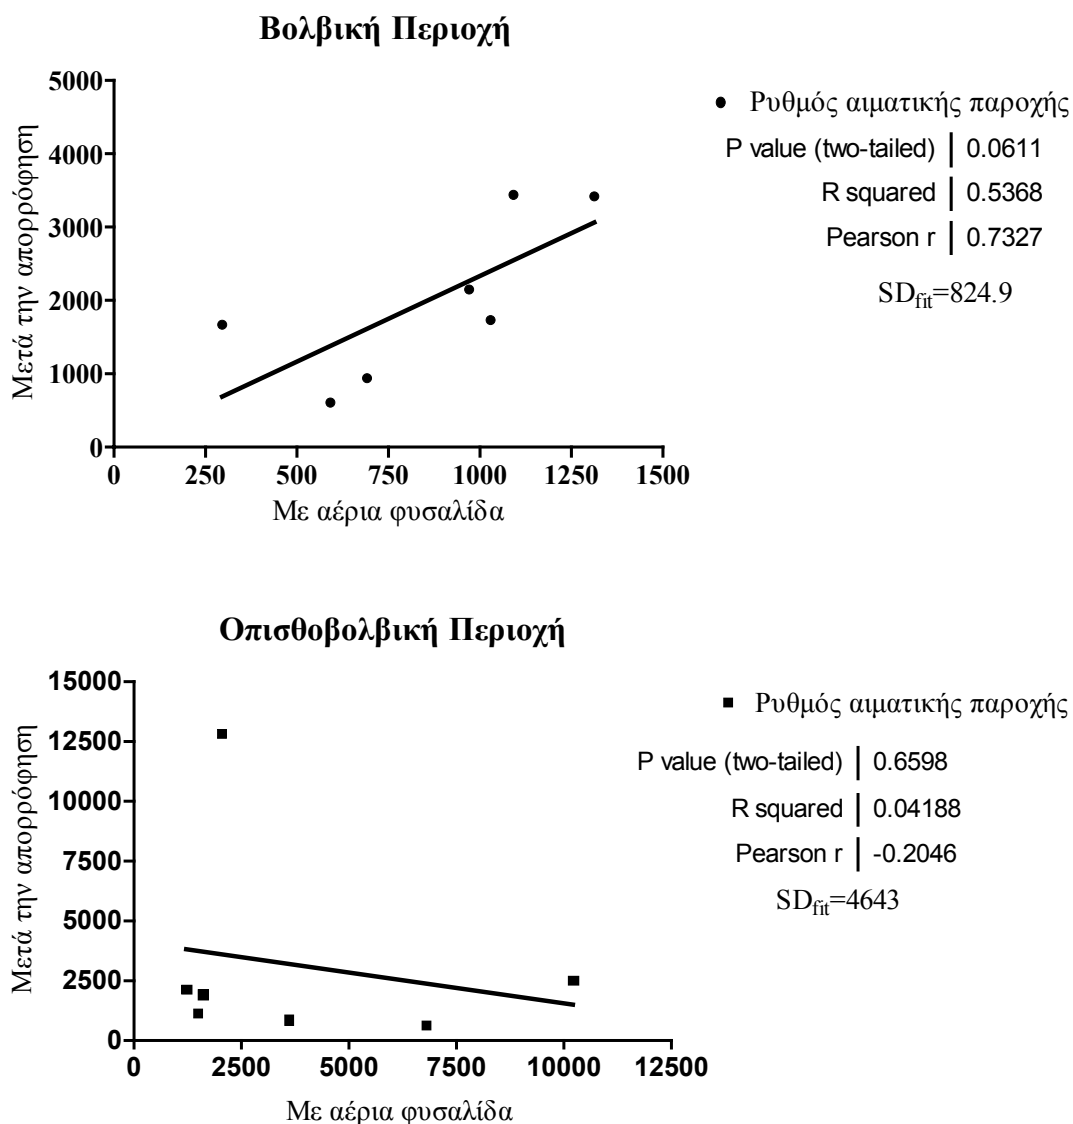 Βολβική Περιοχή
5000
4000
3000
2000
1000
0
Μετά την απορρόφηση
0 250 500 750 1000 1250 1500
Με αέρια φυσαλίδα
Ρυθμός αιματικής παροχής
P value (two-tailed) 0.0611
R squared 0.5368
Pearson r 0.7327
SDfit=824.9
Οπισθοβολβική Περιοχή
15000
12500
10000
7500
5000
2500
0
Μετά την απορρόφηση
0 2500 5000 7500 10000 12500
Με αέρια φυσαλίδα
Ρυθμός αιματικής παροχής
P value (two-tailed) 0.6598
R squared 0.04188
Pearson r -0.2046
SDfit=4643